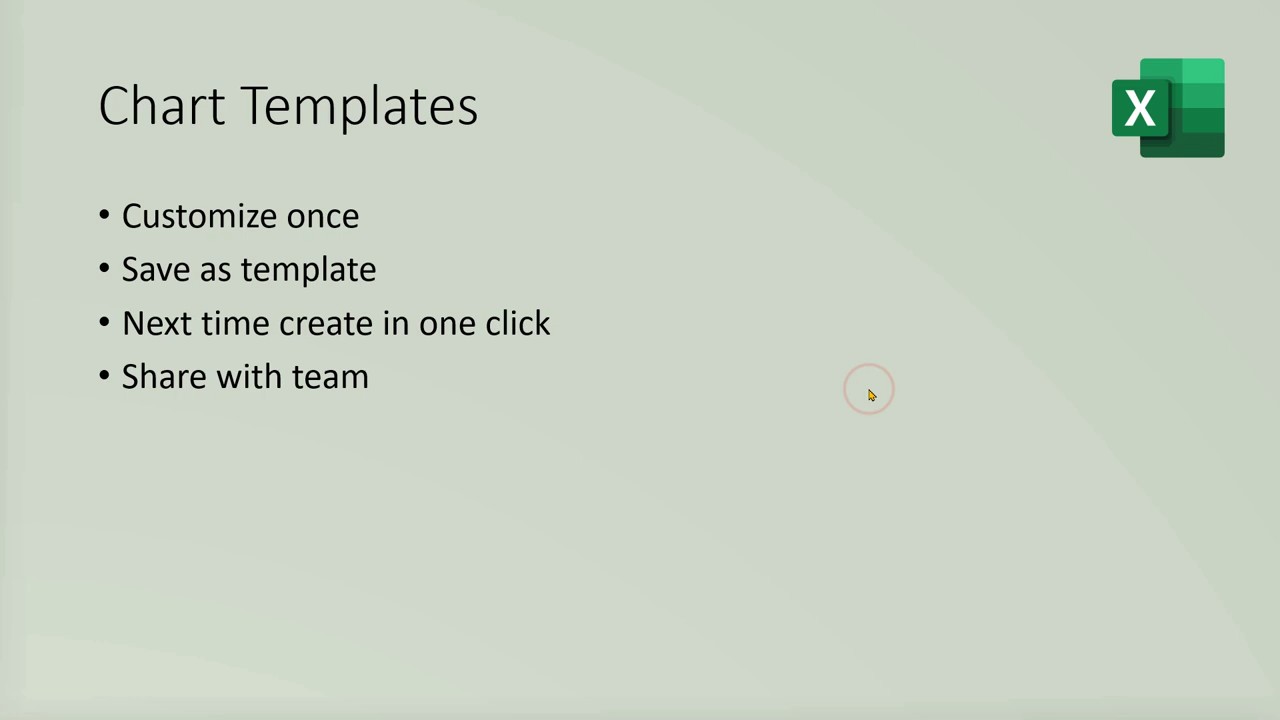 Chart Templates
X
• Customize once
• Save as template
• Next time create in one click
• Share with team